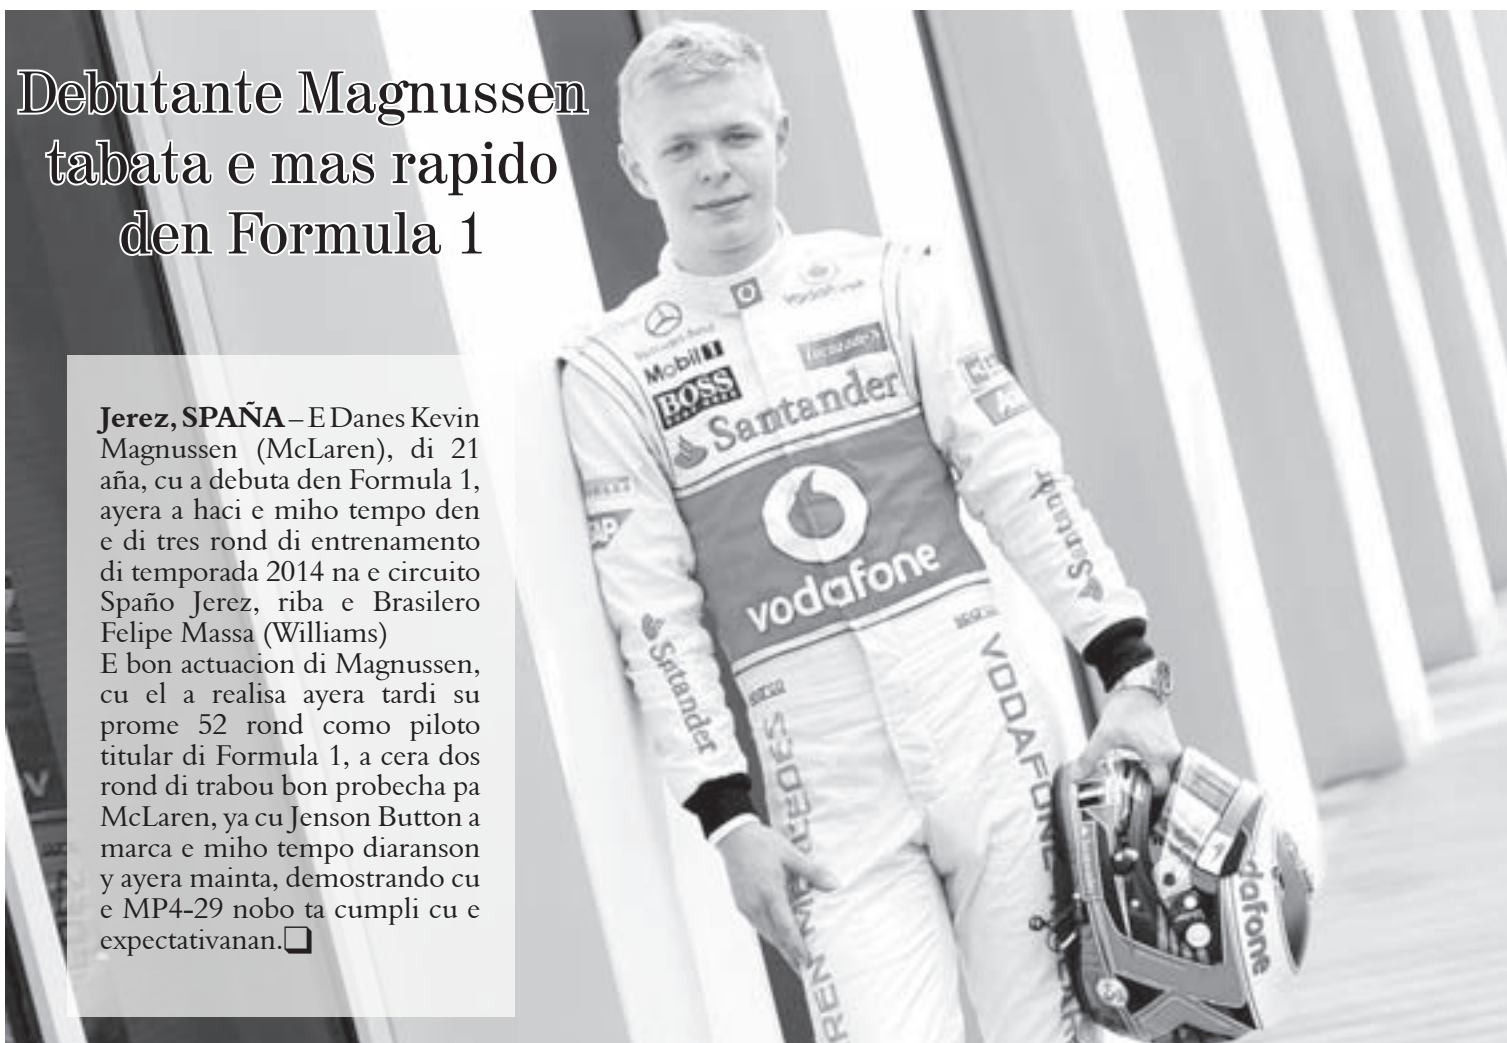 Debutante Magnussen
tabata e mas rapido
den Formula 1
Jerez, SPAÑA – E Danes Kevin
Magnussen (McLaren), di 21
aña, cu a debuta den Formula 1,
ayera a haci e miho tempo den
e di tres rond di entrenamento
di temporada 2014 na e circuito
Spaño Jerez, riba e Brasilero
Felipe Massa (Williams)
E bon actuacion di Magnussen,
cu el a realisa ayera tardi su
prome 52 rond como piloto
titular di Formula 1, a cera dos
rond di trabou bon probecha pa
McLaren, ya cu Jenson Button a
marca e miho tempo diaranson
y ayera mainta, demostrando cu
e MP4-29 nobo ta cumpli cu e
expectativanan.
Mobil 1
BOSS
Santander
vodafone
Santander
Santander
VODAFONE
dafone